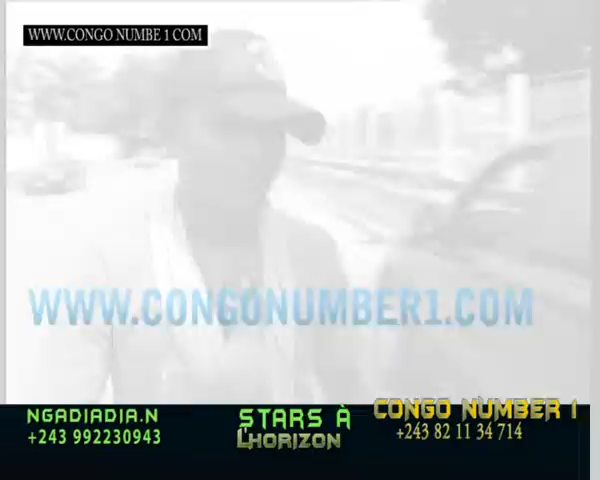 WWW.CONGO NUMBE 1 COM
WWW.CONGONUMBER1.COM
NGADIADIA.N
+243 992230943
STARS À
L'HORIZON
CONGO NUMBER 1
+243 82 11 34 714